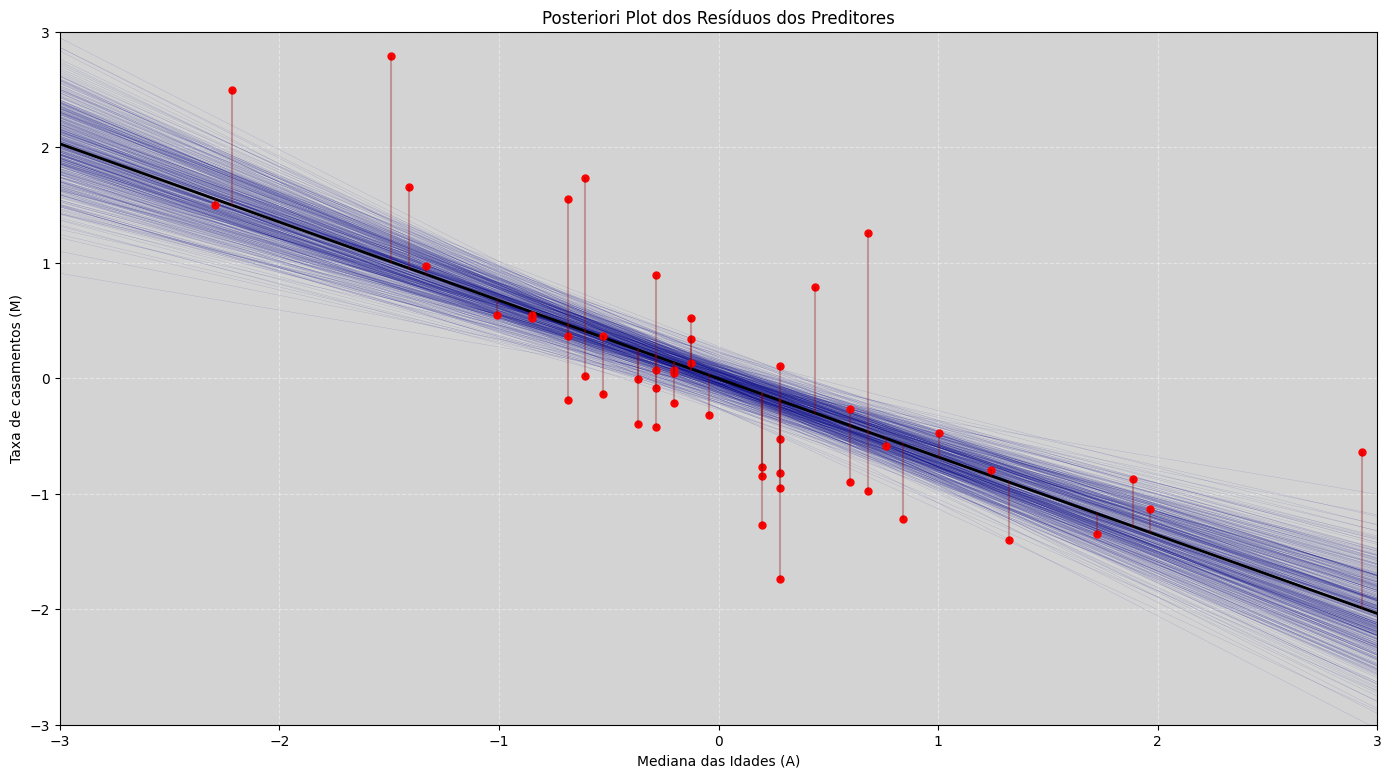 Posteriori Plot dos Resíduos dos Preditores
3
2
1
0
−1
−2
−3
Taxa de casamentos (M)
−3 −2 −1 0 1 2 3
Mediana das Idades (A)